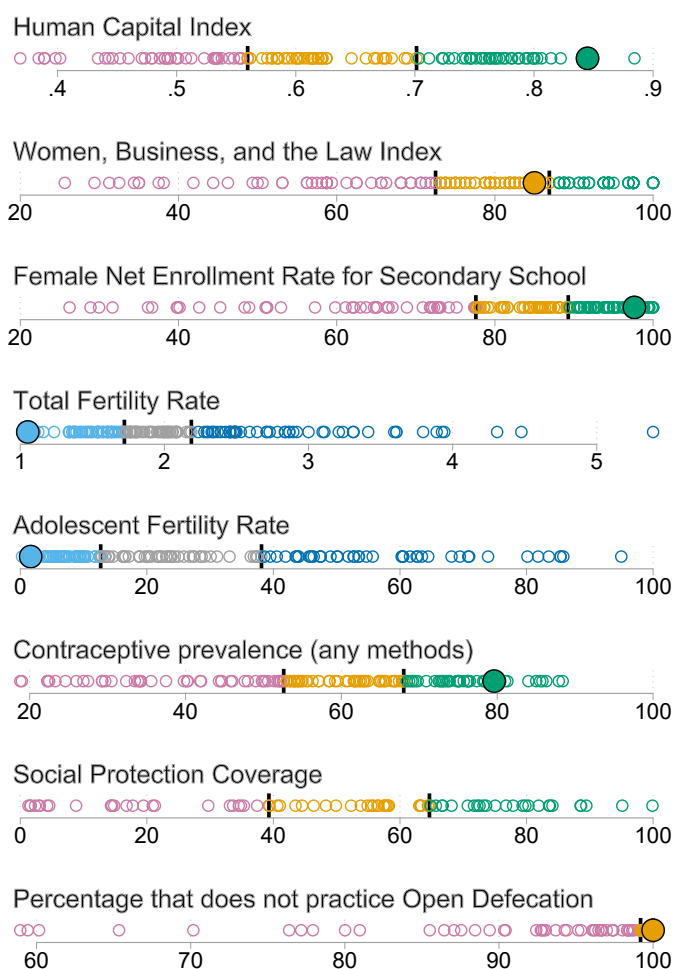 Human Capital Index
.4 .5 .6 .7 .8 .9
Women, Business, and the Law Index
20 40 60 80 100
Female Net Enrollment Rate for Secondary School
20 40 60 80 100
Total Fertility Rate
1 2 3 4 5
Adolescent Fertility Rate
0 20 40 60 80 100
Contraceptive prevalence (any methods)
20 40 60 80 100
Social Protection Coverage
0 20 40 60 80 100
Percentage that does not practice Open Defecation
60 70 80 90 100